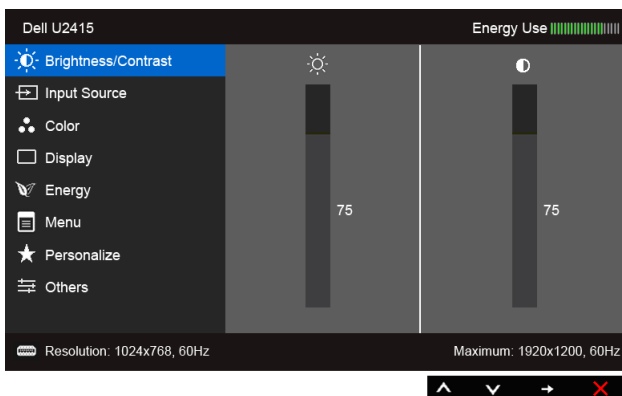 Dell U2415
Energy Use
Brightness/Contrast
Input Source
Color
Display
Energy
Menu
Personalize
Others
75
75
Resolution: 1024x768, 60Hz
Maximum: 1920x1200, 60Hz